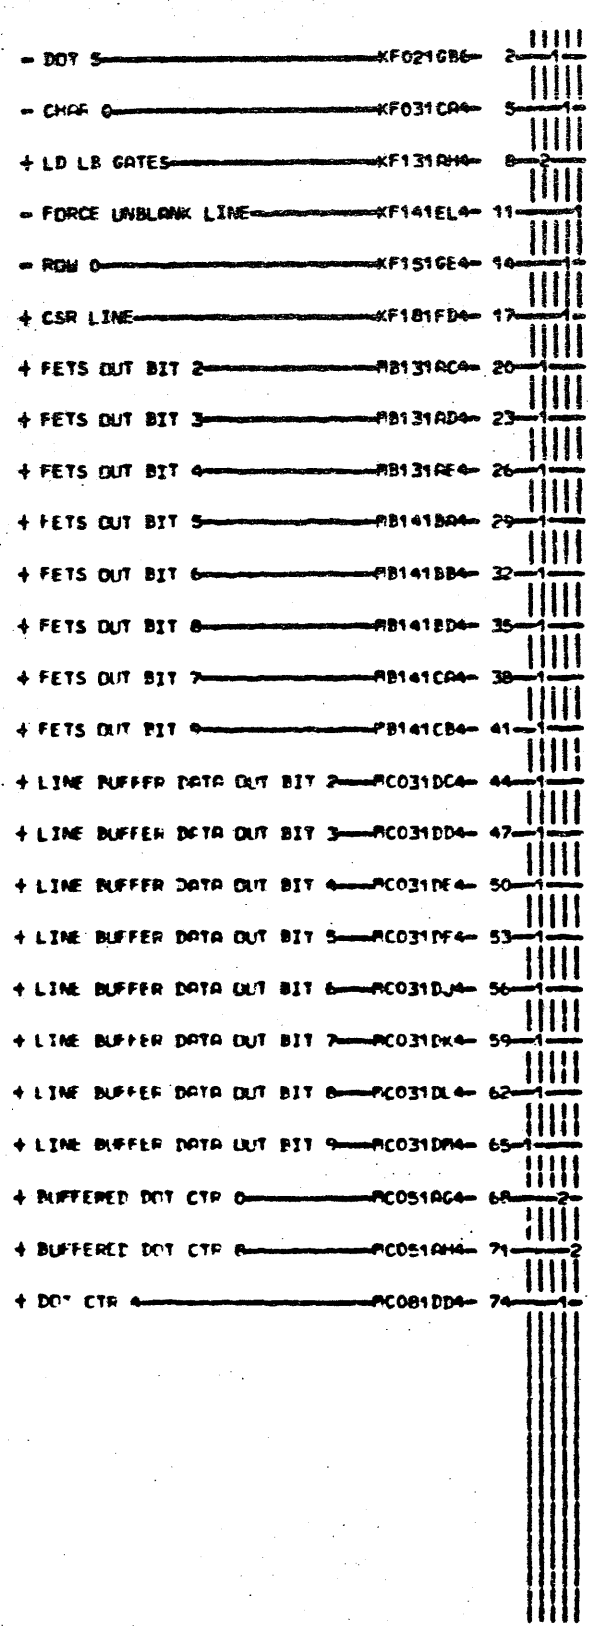 - DOT 5 KF021GB6 2 1
- CHAR 0 KF031CA4 5 1
+ LD LB GATES KF131AH4 8 2
- FORCE UNBLANK LINE KF141EL4 11 1
- ROW 0 KF151GE4 14 1
+ CSR LINE KF181FD4 17 1
+ FETS OUT BIT 2 AB131AC4 20 1
+ FETS OUT BIT 3 AB131AD4 23 1
+ FETS OUT BIT 4 AB131AE4 26 1
+ FETS OUT BIT 5 AB141BA4 29 1
+ FETS OUT BIT 6 AB141BB4 32 1
+ FETS OUT BIT 8 AB141BD4 35 1
+ FETS OUT BIT 7 AB141CA4 38 1
+ FETS OUT BIT 9 AB141CB4 41 1
+ LINE BUFFER DATA OUT BIT 2 AC031DC4 44 1
+ LINE BUFFER DATA OUT BIT 3 AC031DD4 47 1
+ LINE BUFFER DATA OUT BIT 4 AC031DE4 50 1
+ LINE BUFFER DATA OUT BIT 5 AC031DF4 53 1
+ LINE BUFFER DATA OUT BIT 6 AC031DJ4 56 1
+ LINE BUFFER DATA OUT BIT 7 AC031DK4 59 1
+ LINE BUFFER DATA OUT BIT 8 AC031DL4 62 1
+ LINE BUFFER DATA OUT BIT 9 AC031DM4 65 1
+ BUFFERED DOT CTR 0 AC051AG4 68 2
+ BUFFERED DOT CTR 8 AC051AH4 71 2
+ DOT CTR 4 AC081DD4 74 1